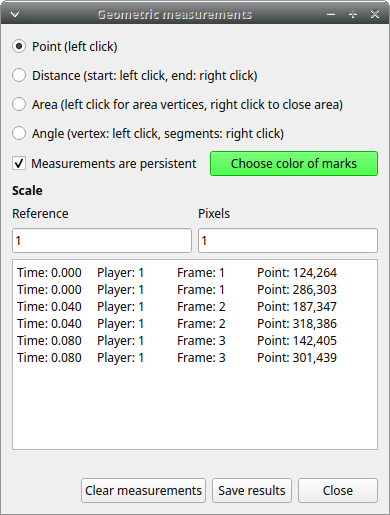 Geometric measurements
Point (left click)
Distance (start: left click, end: right click)
Area (left click for area vertices, right click to close area)
Angle (vertex: left click, segments: right click)
Measurements are persistent Choose color of marks
Scale
Reference Pixels
1 1
Time: 0.000 Player: 1 Frame: 1 Point: 124,264
Time: 0.000 Player: 1 Frame: 1 Point: 286,303
Time: 0.040 Player: 1 Frame: 2 Point: 187,347
Time: 0.040 Player: 1 Frame: 2 Point: 318,386
Time: 0.080 Player: 1 Frame: 3 Point: 142,405
Time: 0.080 Player: 1 Frame: 3 Point: 301,439
Clear measurements Save results Close